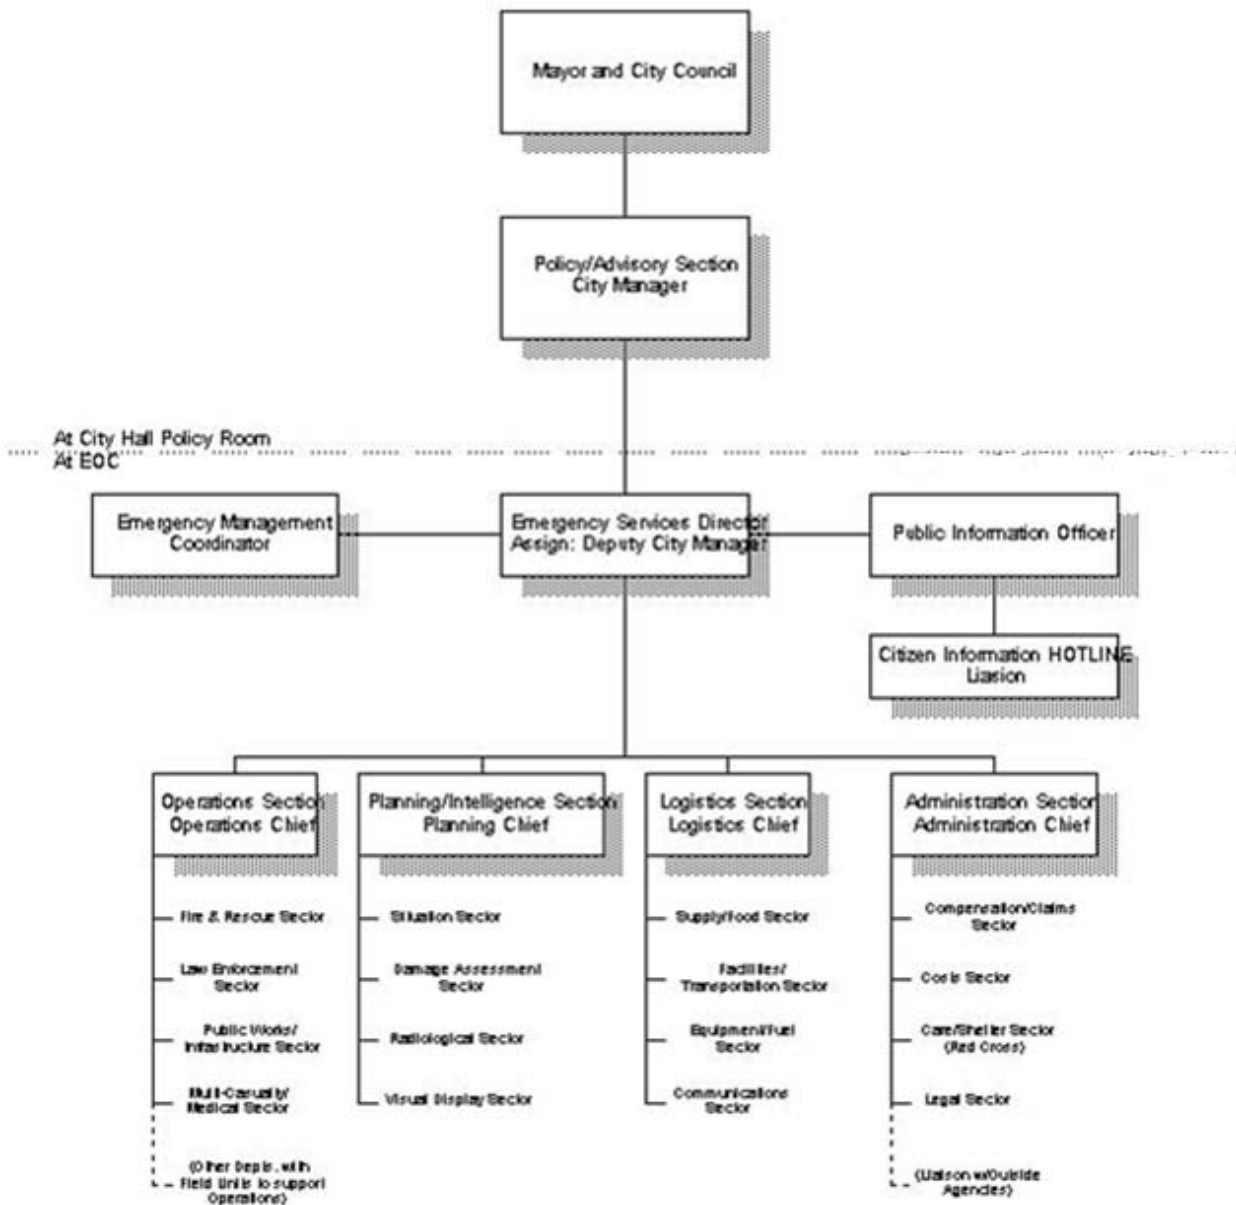 Mayor and City Council
Policy/Advisory Section
City Manager
At City Hall Policy Room
At EOC
Emergency Management
Coordinator
Emergency Services Director
Assign: Deputy City Manager
Public Information Officer
Citizen Information HOTLINE
Liasion
Operations Section
Operations Chief
Planning/Intelligence Section
Planning Chief
Logistics Section
Logistics Chief
Administration Section
Administration Chief
Fire & Rescue Sector
Law Enforcement
Sector
Public Works/
Infrastructure Sector
Multi-Casualty/
Medical Sector
(Other Depts. with
Field Units to support
Operations)
Situation Sector
Damage Assessment
Sector
Radiological Sector
Visual Display Sector
Supply/Food Sector
Facilities/
Transportation Sector
Equipment/Fuel
Sector
Communications
Sector
Compensation/Claims
Sector
Costs Sector
Care/Shelter Sector
(Red Cross)
Legal Sector
(Liaison w/Outside
Agencies)